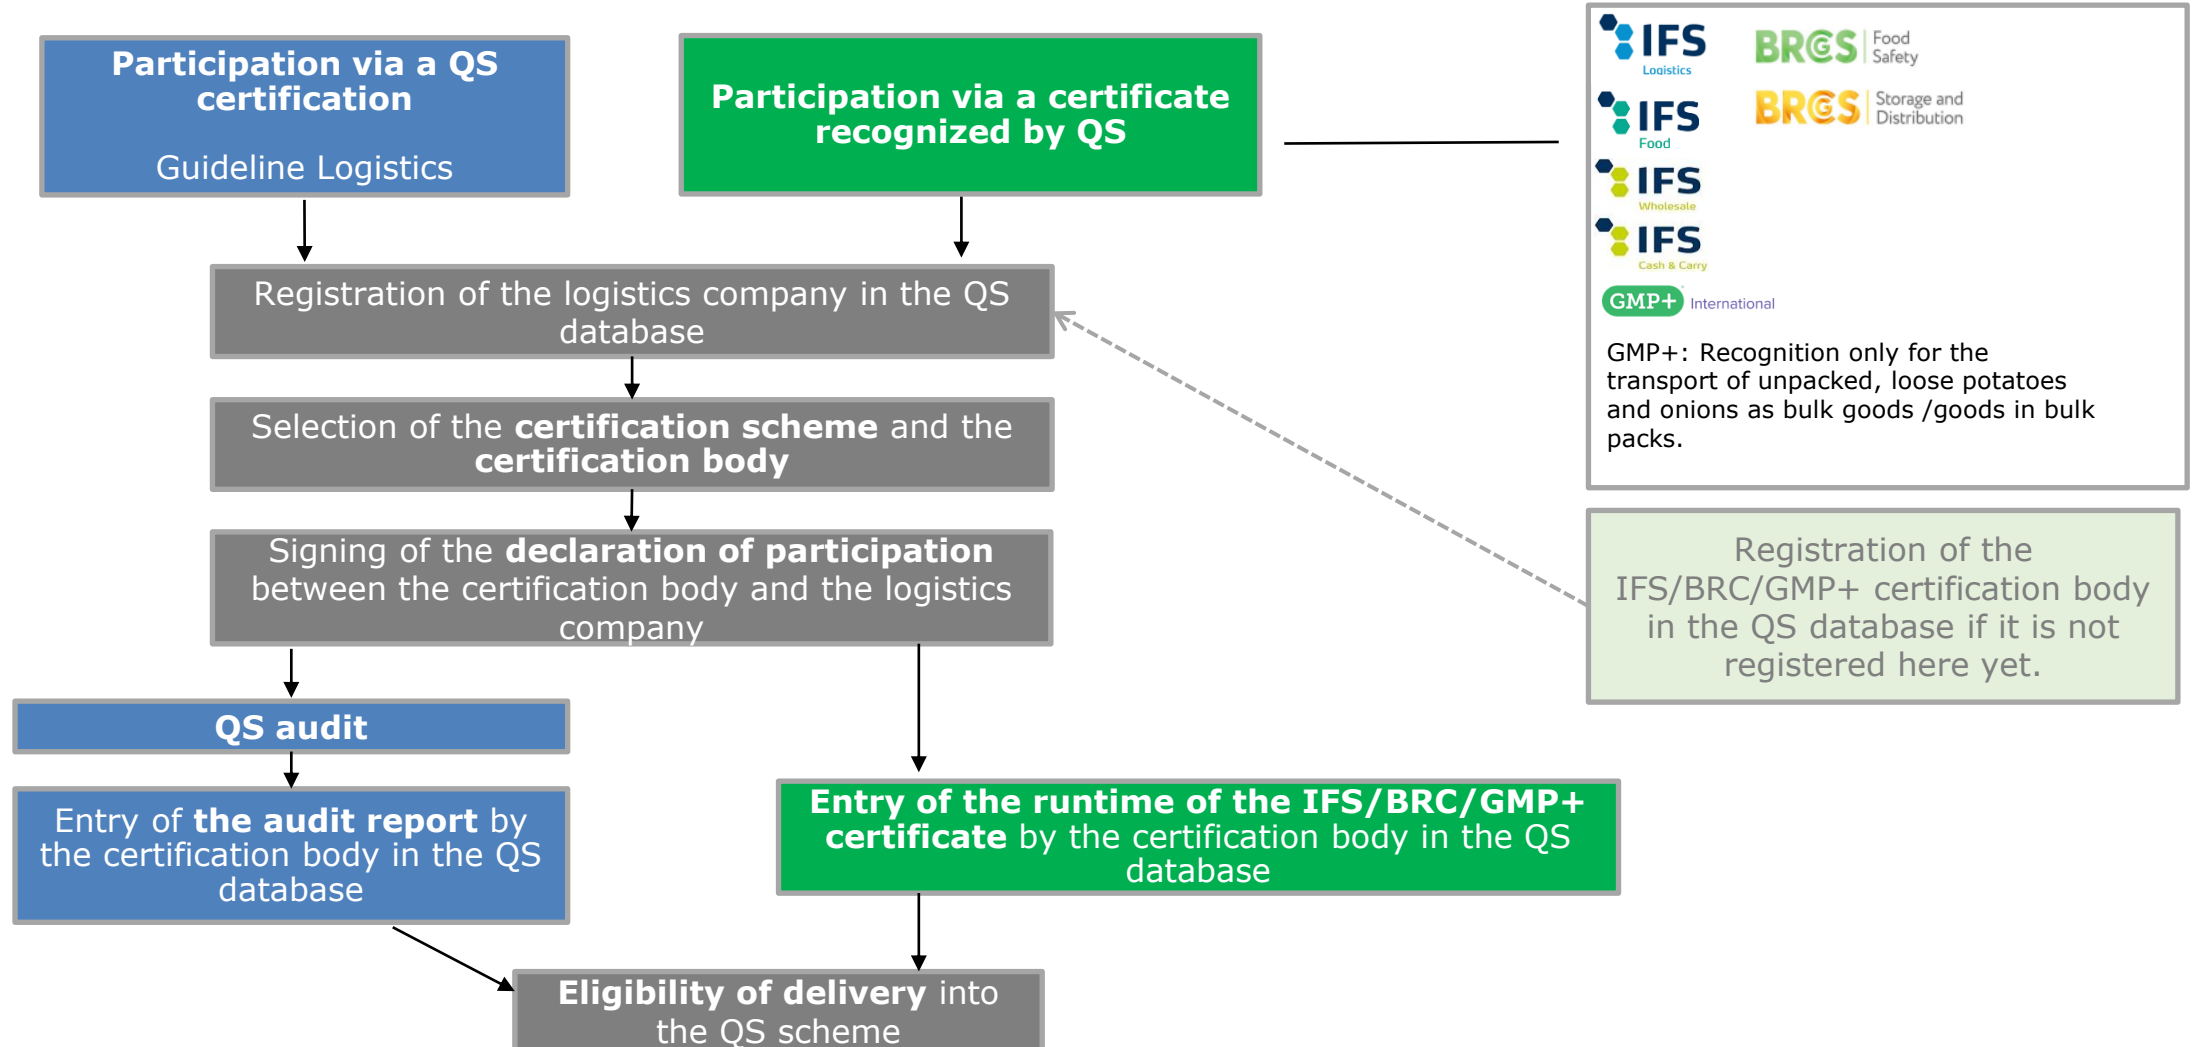 Participation via a QS
certification
Guideline Logistics
Participation via a certificate
recognized by QS
IFS
Logistics
BRCGS Food
Safety
IFS
Food
BRCGS Storage and
Distribution
IFS
Wholesale
IFS
Cash & Carry
GMP+ International
GMP+: Recognition only for the
transport of unpacked, loose potatoes
and onions as bulk goods /goods in bulk
packs.
Registration of the logistics company in the QS
database
Selection of the certification scheme and the
certification body
Signing of the declaration of participation
between the certification body and the logistics
company
Registration of the
IFS/BRC/GMP+ certification body
in the QS database if it is not
registered here yet.
QS audit
Entry of the audit report by
the certification body in the QS
database
Entry of the runtime of the IFS/BRC/GMP+
certificate by the certification body in the QS
database
Eligibility of delivery into
the QS scheme